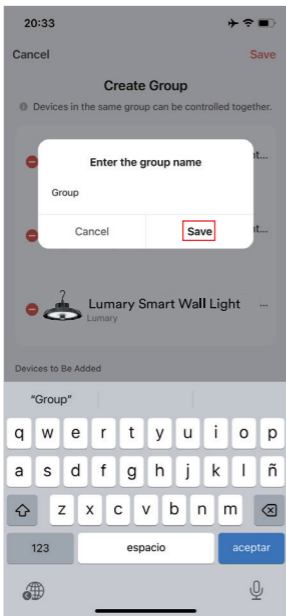 20:33
Cancel Save
Create Group
Devices in the same group can be controlled together.
Enter the group name
Group
Cancel Save
Lumary Smart Wall Light ...
Lumary
Devices to Be Added
"Group"
q w e r t y u i o p
a s d f g h j k l ñ
z x c v b n m
123 espacio aceptar